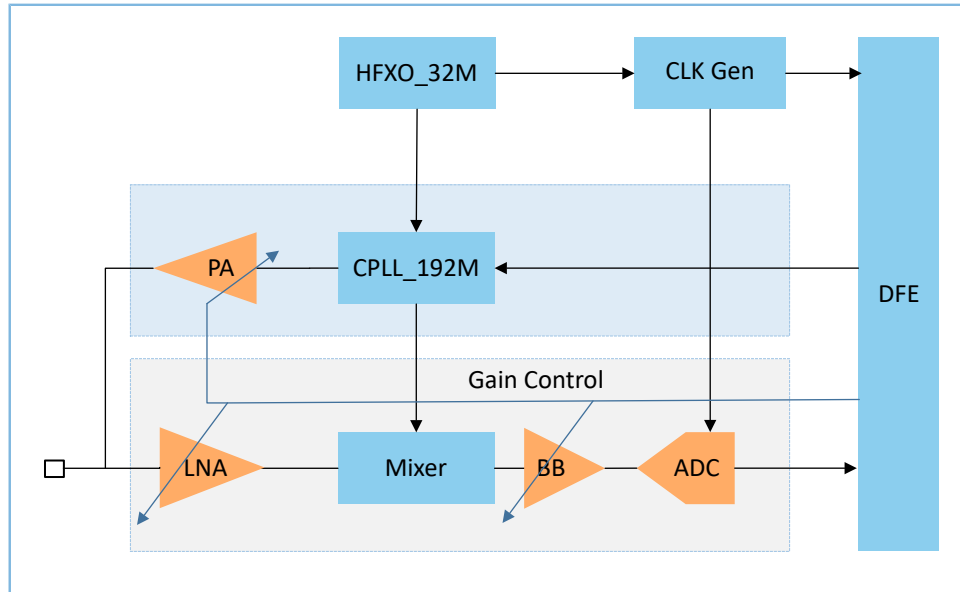 HFXO_32M
CLK Gen
PA
CPLL_192M
DFE
Gain Control
LNA
Mixer
BB
ADC